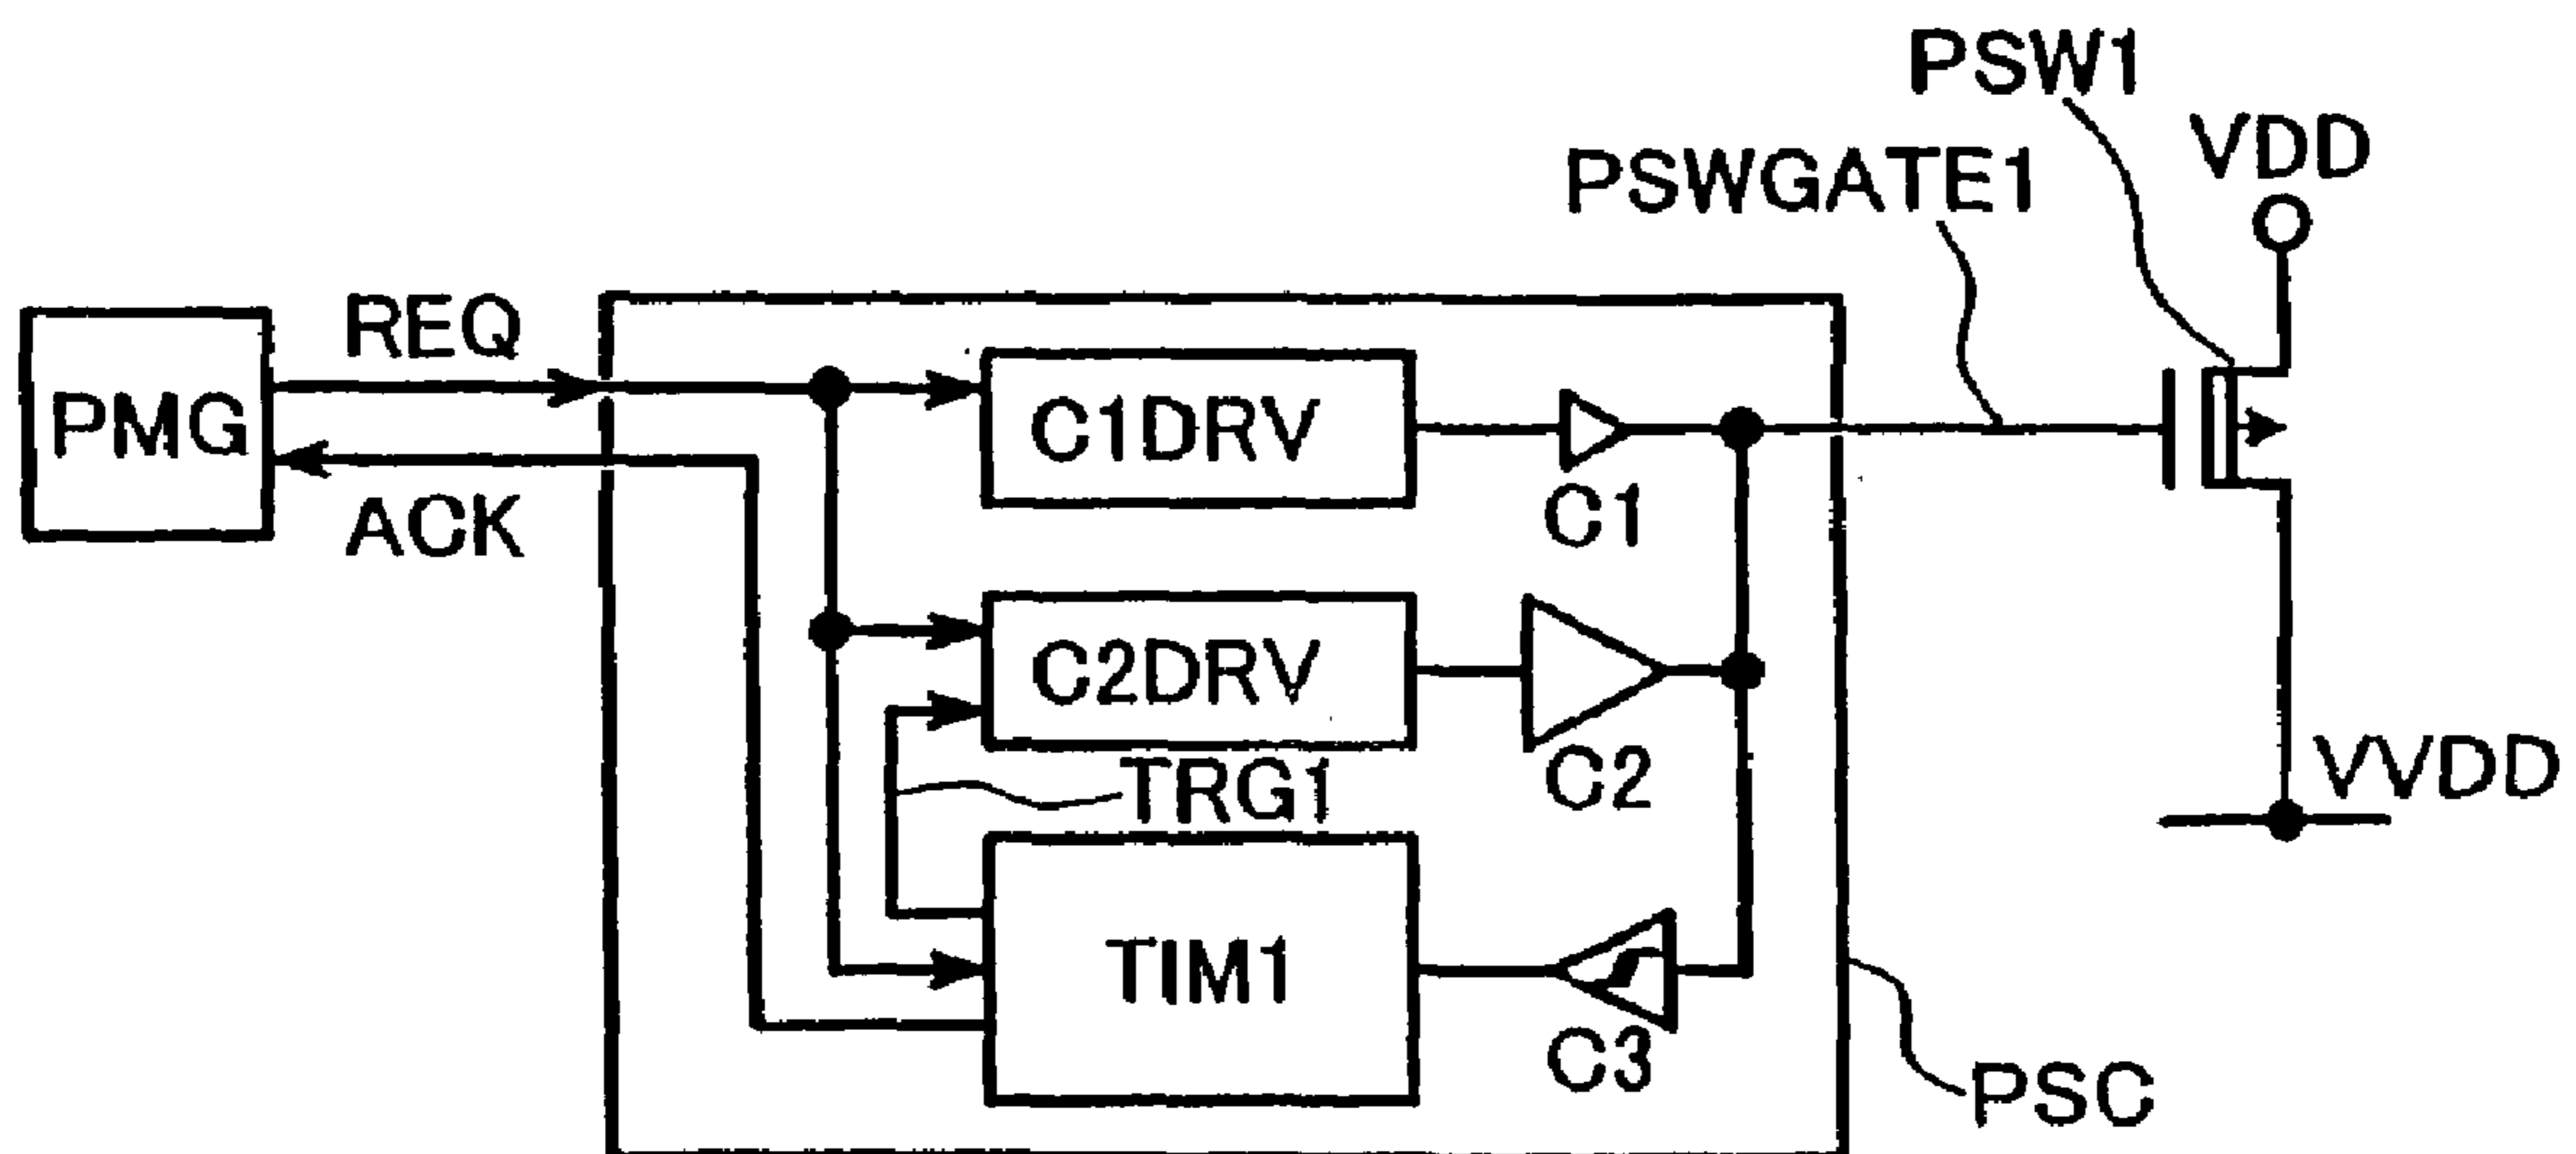 PSW1
VDD
PSWGATE1
REQ
PMG
C1DRV
ACK
C1
C2DRV
VVDD
TRG1
C2
TIM1
C3
PSC